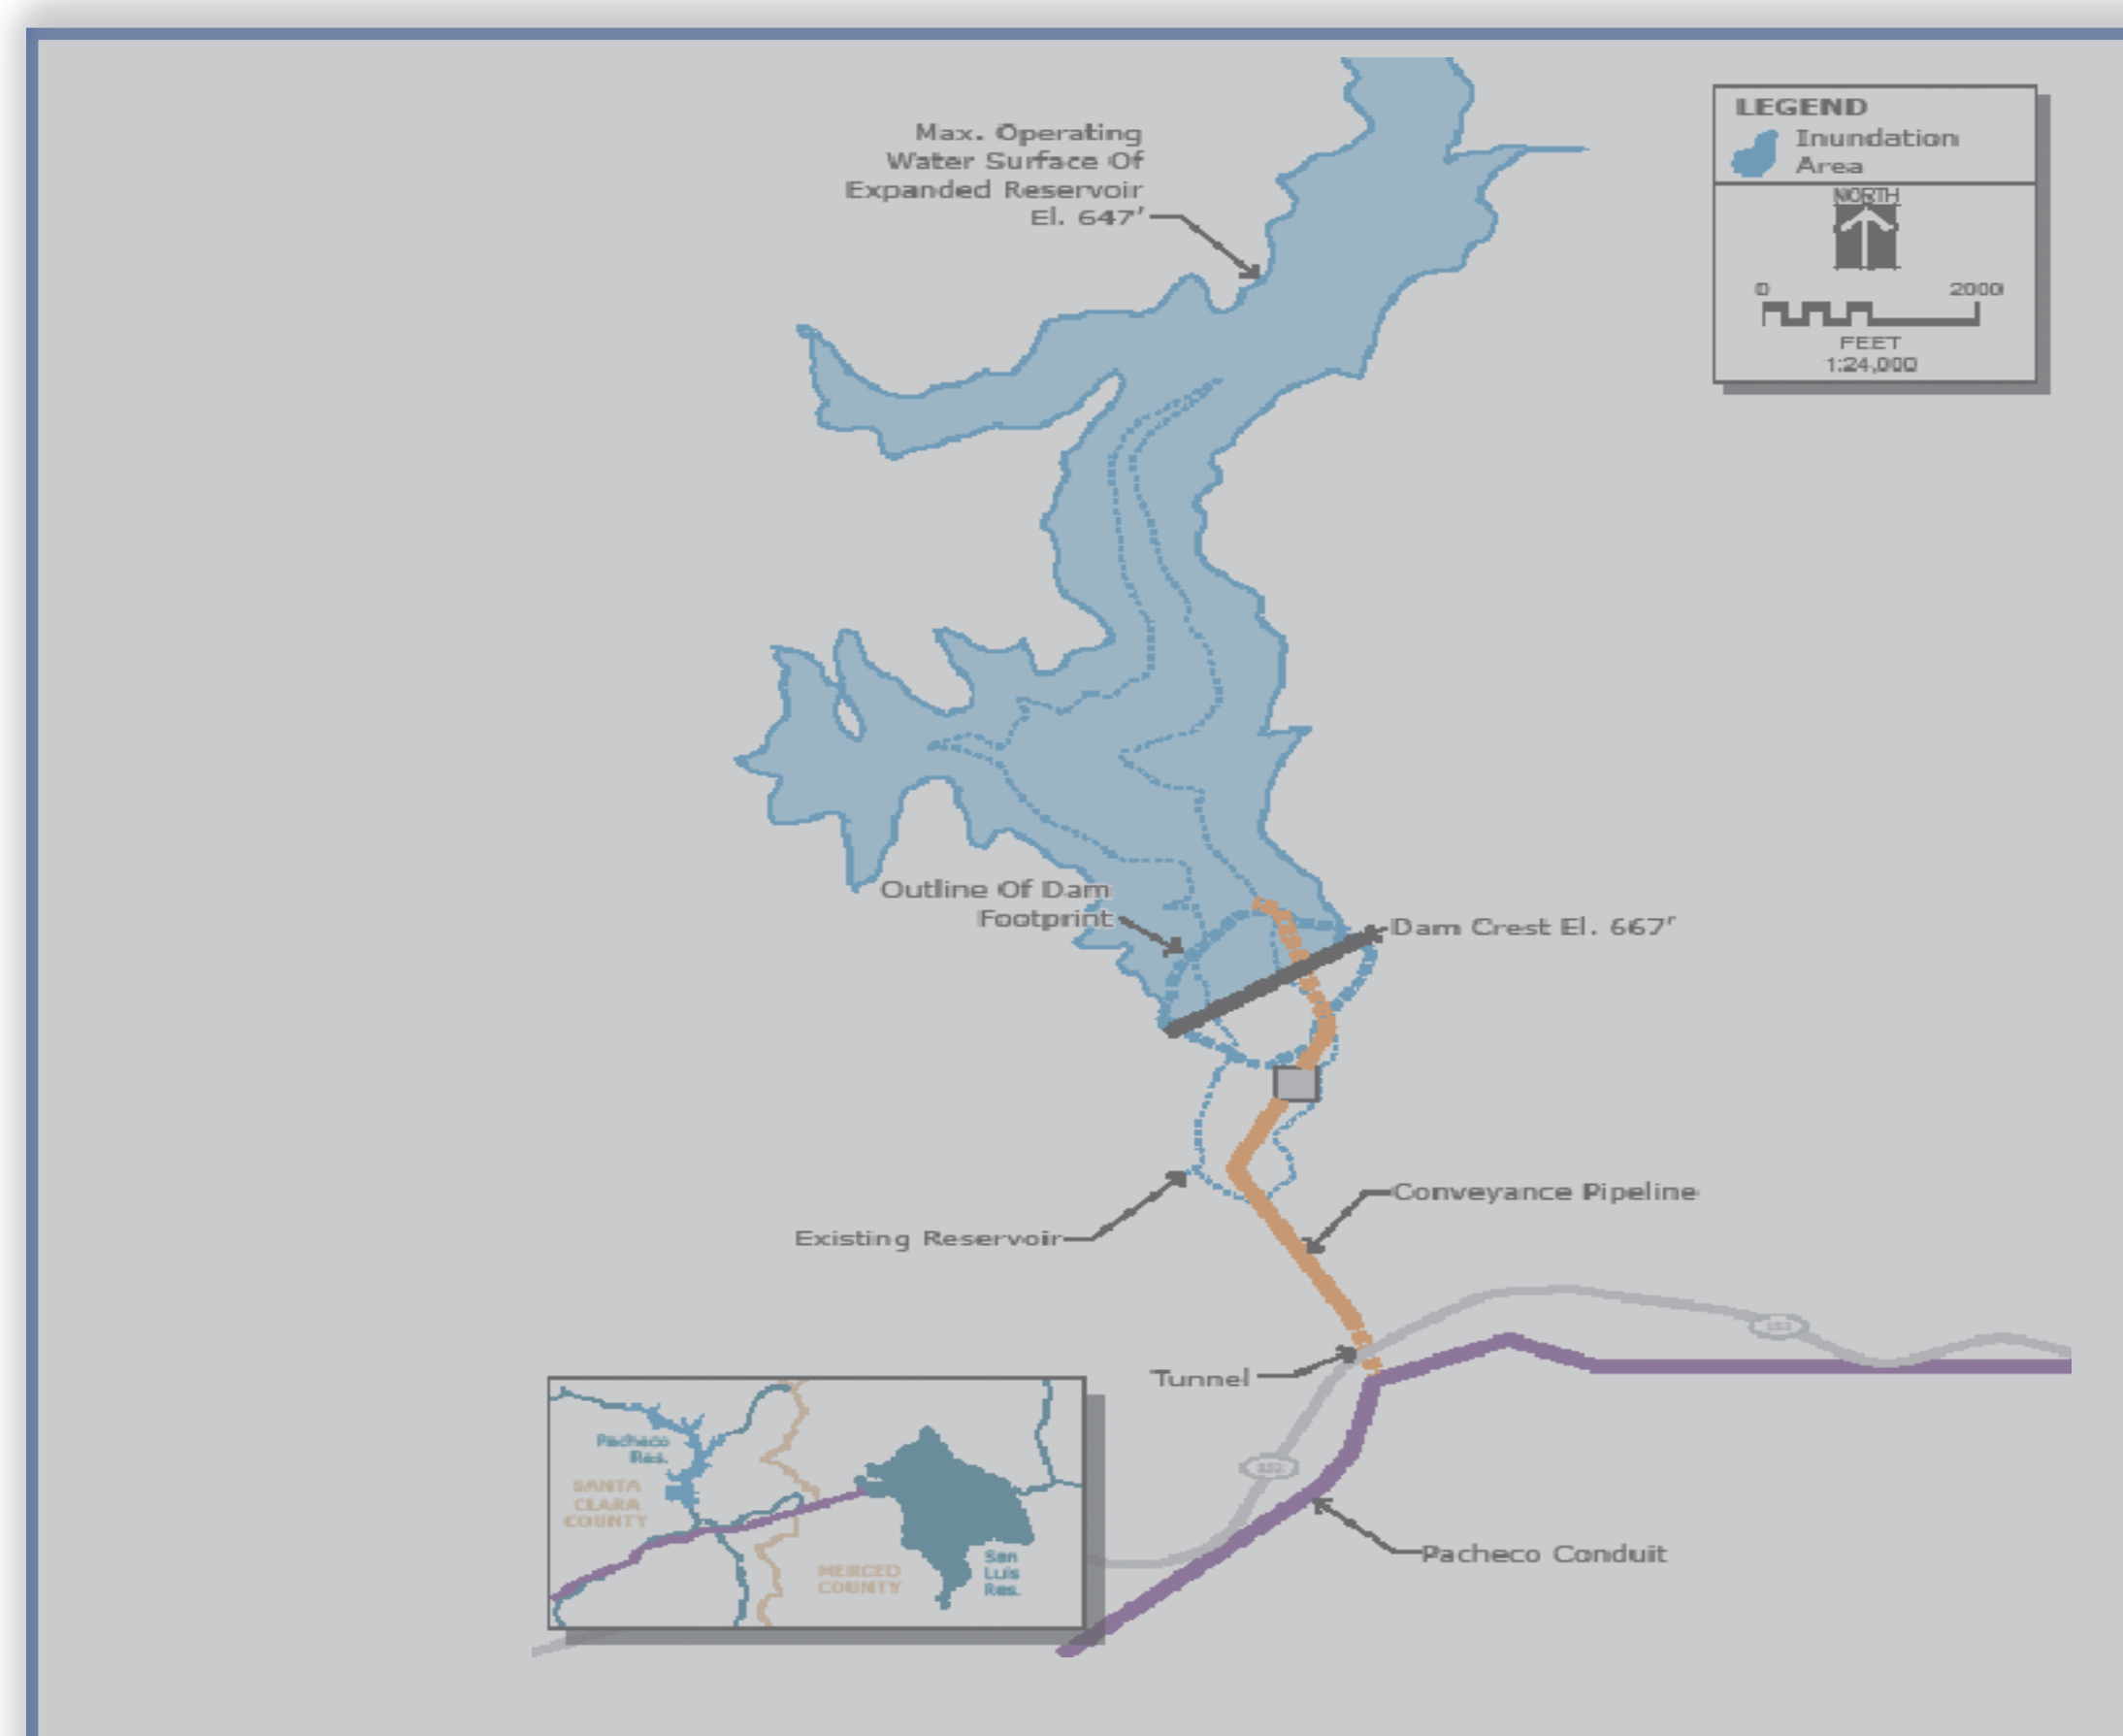 Max. Operating
Water Surface Of
Expanded Reservoir
El. 647'
LEGEND
Inundation
Area
NORTH
0 2000
FEET
1:24,000
Outline Of Dam
Footprint
Dam Crest El. 667'
Conveyance Pipeline
Existing Reservoir
152
Tunnel
152
Pacheco Conduit
Pacheco
Res.
SANTA
CLARA
COUNTY
MERCED
COUNTY
San
Luis
Res.